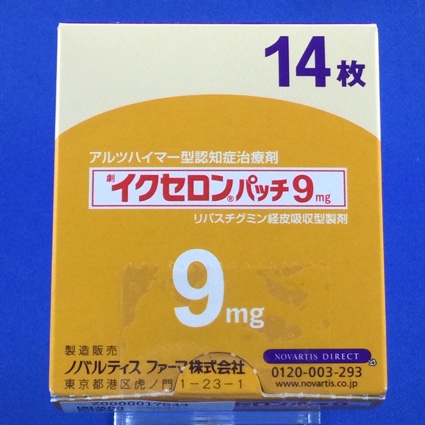 14枚
アルツハイマー型認知症治療剤
劇 イクセロン®パッチ9mg
リバスチグミン経皮吸収型製剤
9mg
製造販売
ノバルティス ファーマ株式会社
東京都港区虎ノ門1-23-1
NOVARTIS DIRECT
0120-003-293
www.novartis.co.jp